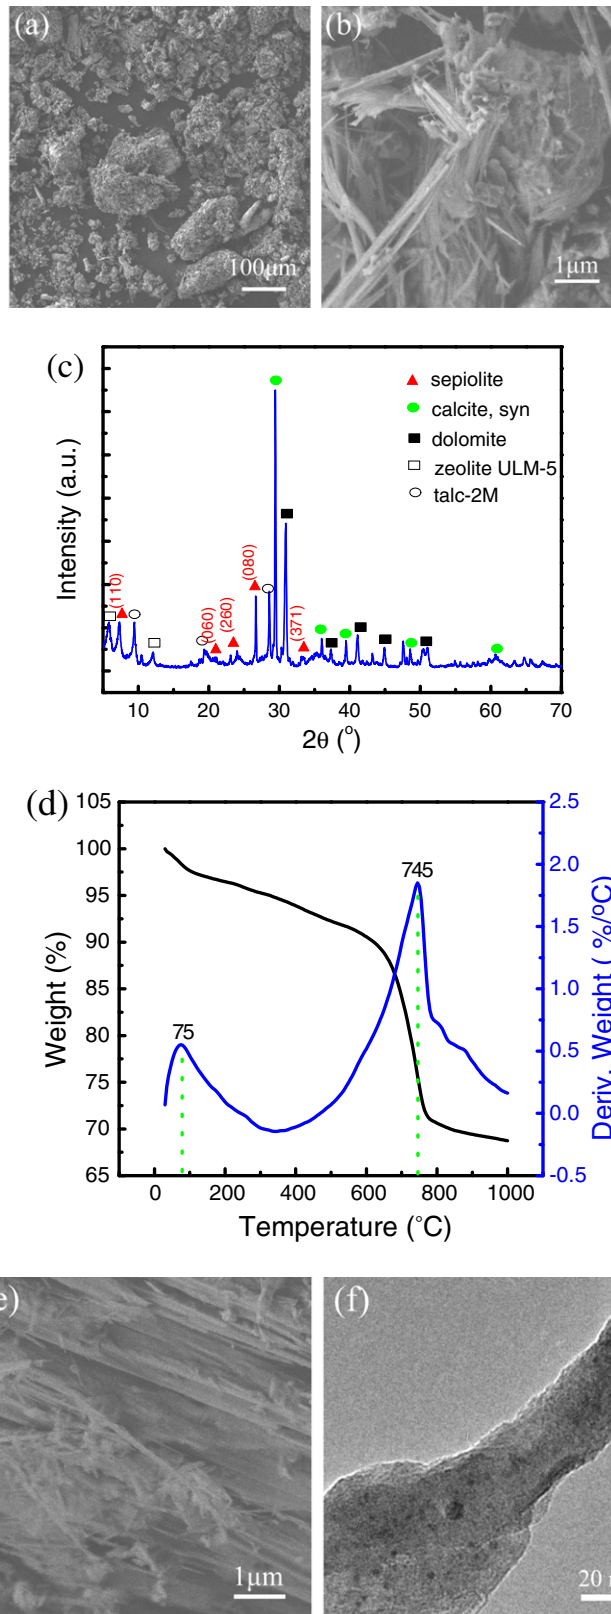 (a)
100μm
(b)
1μm
(c)
Intensity (a.u.)
sepiolite
calcite, syn
dolomite
zeolite ULM-5
talc-2M
(110)
(060)
(260)
(080)
(371)
10 20 30 40 50 60 70
2θ (°)
(d)
Weight (%)
105
100
95
90
85
80
75
70
65
75
745
2.5
2.0
1.5
1.0
0.5
0.0
-0.5
Deriv. Weight ( %/°C)
0 200 400 600 800 1000
Temperature (°C)
e)
1μm
(f)
20